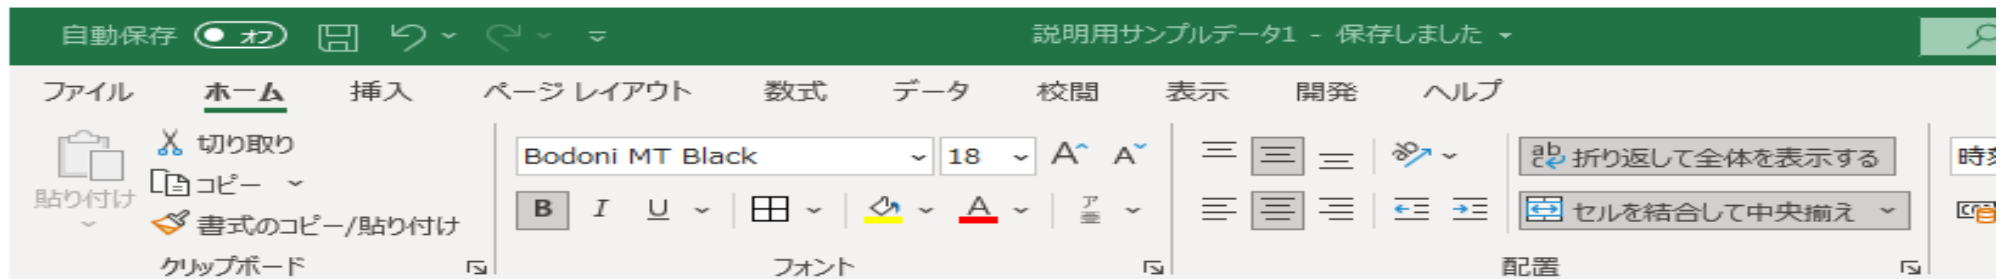 自動保存 オフ 説明用サンプルデータ1 - 保存しました
ファイル ホーム 挿入 ページ レイアウト 数式 データ 校閲 表示 開発 ヘルプ
切り取り
コピー
貼り付け
書式のコピー/貼り付け
クリップボード
Bodoni MT Black 18 A A
B I U A ア亜
フォント
ab 折り返して全体を表示する
セルを結合して中央揃え
配置
時刻